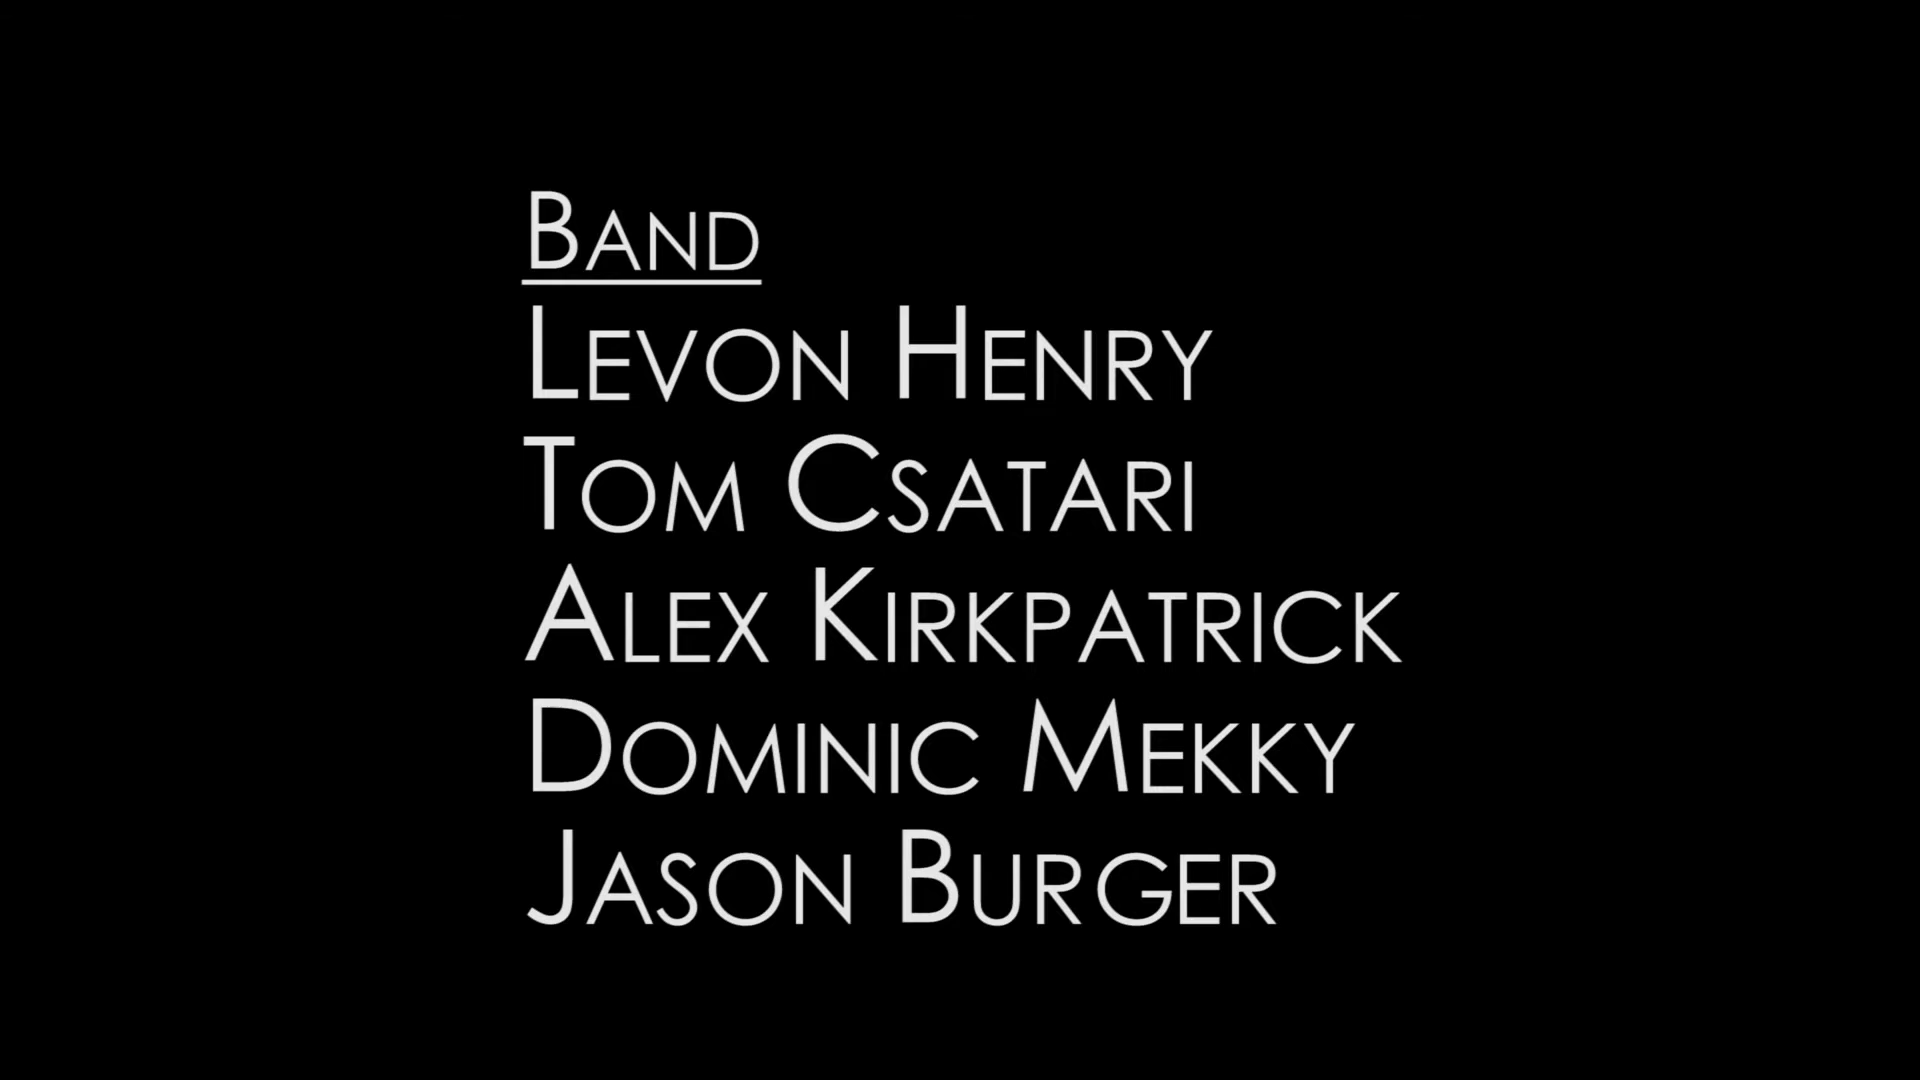 Band
Levon Henry
Tom Csatari
Alex Kirkpatrick
Dominic Mekky
Jason Burger